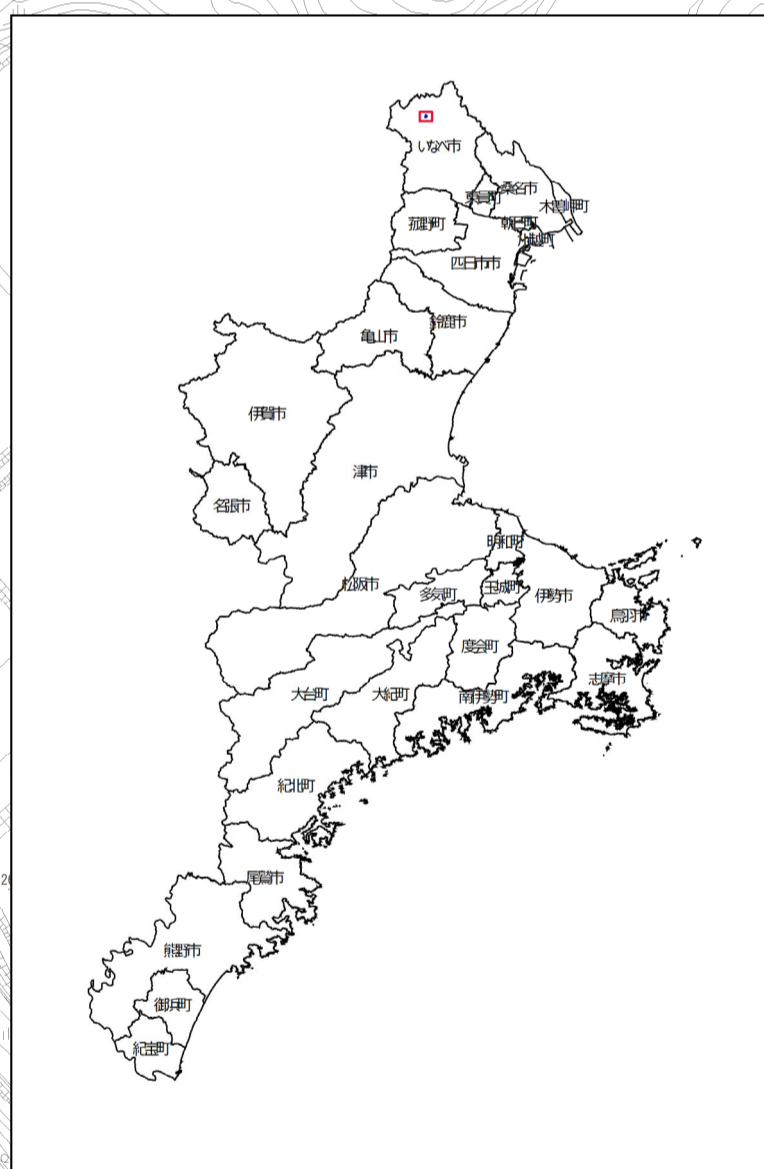 いなべ市
桑名市
東員町
木曽岬町
菰野町
朝日町
川越町
四日市市
鈴鹿市
亀山市
伊賀市
津市
名張市
明和町
松阪市
多気町
玉城町
伊勢市
鳥羽市
度会町
志摩市
大台町
大紀町
南伊勢町
紀北町
尾鷲市
熊野市
御浜町
紀宝町